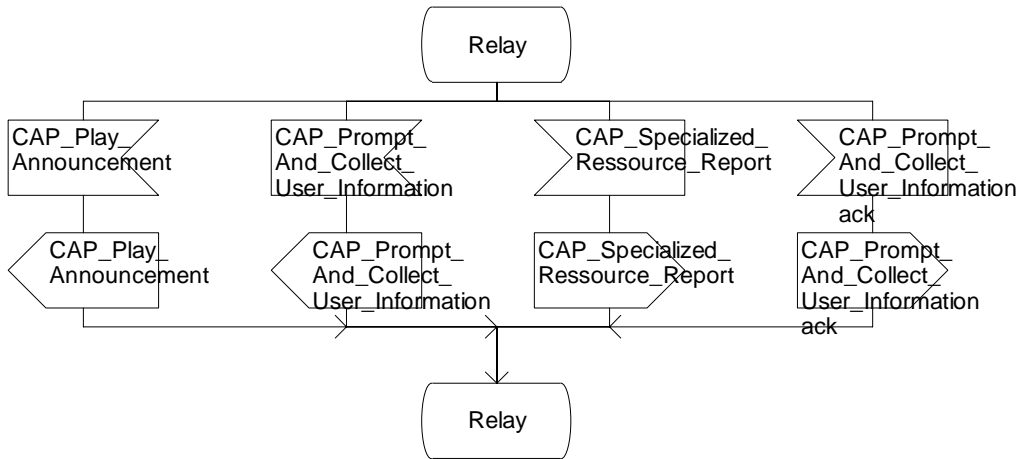 Relay
CAP_Play_
Announcement
CAP_Prompt_
And_Collect_
User_Information
CAP_Specialized_
Ressource_Report
CAP_Prompt_
And_Collect_
User_Information
ack
CAP_Play_
Announcement
CAP_Prompt_
And_Collect_
User_Information
CAP_Specialized_
Ressource_Report
CAP_Prompt_
And_Collect_
User_Information
ack
Relay